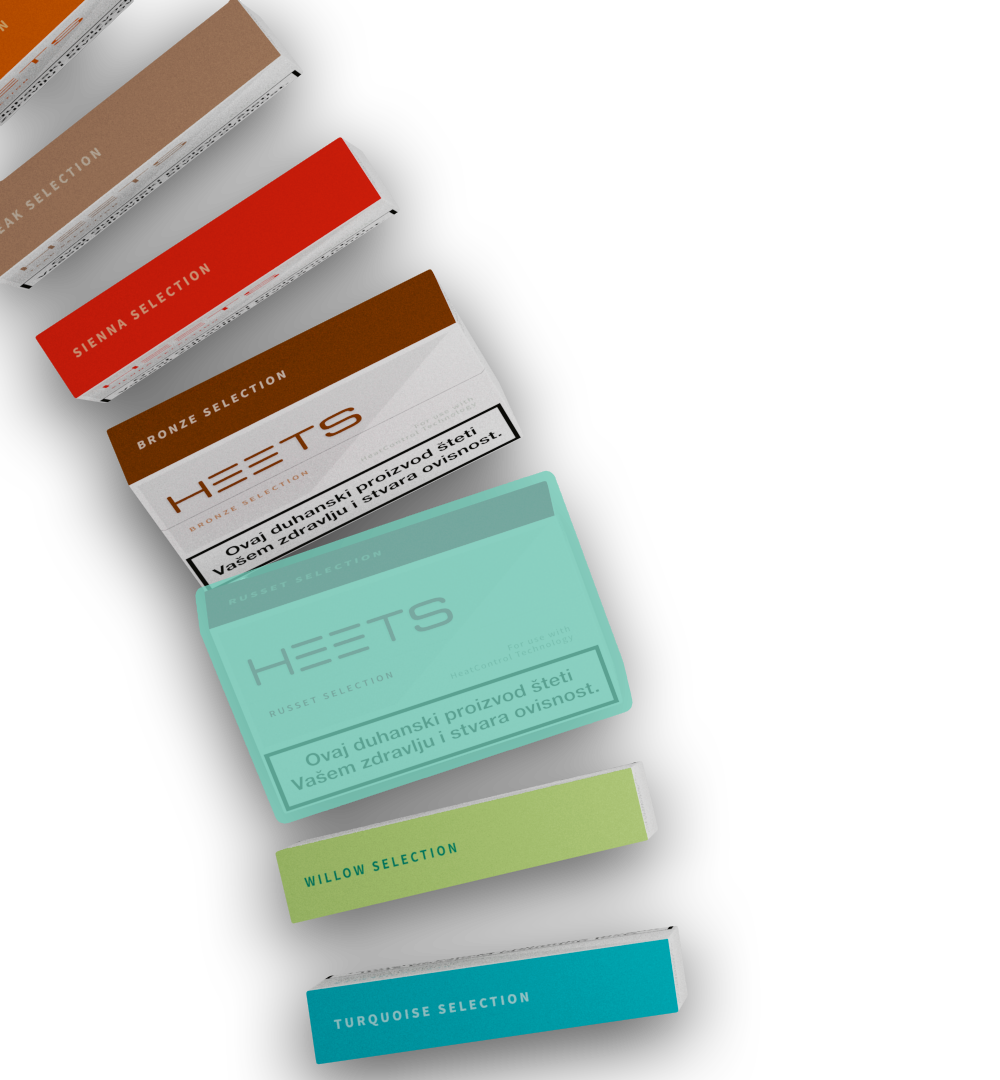 SELECTION
SIENNA SELECTION
BRONZE SELECTION
HEETS
BRONZE SELECTION
For use with
HeatControl Technology
Ovaj duhanski proizvod šteti
Vašem zdravlju i stvara ovisnost.
RUSSET SELECTION
HEETS
RUSSET SELECTION
For use with
HeatControl Technology
Ovaj duhanski proizvod šteti
Vašem zdravlju i stvara ovisnost.
WILLOW SELECTION
TURQUOISE SELECTION